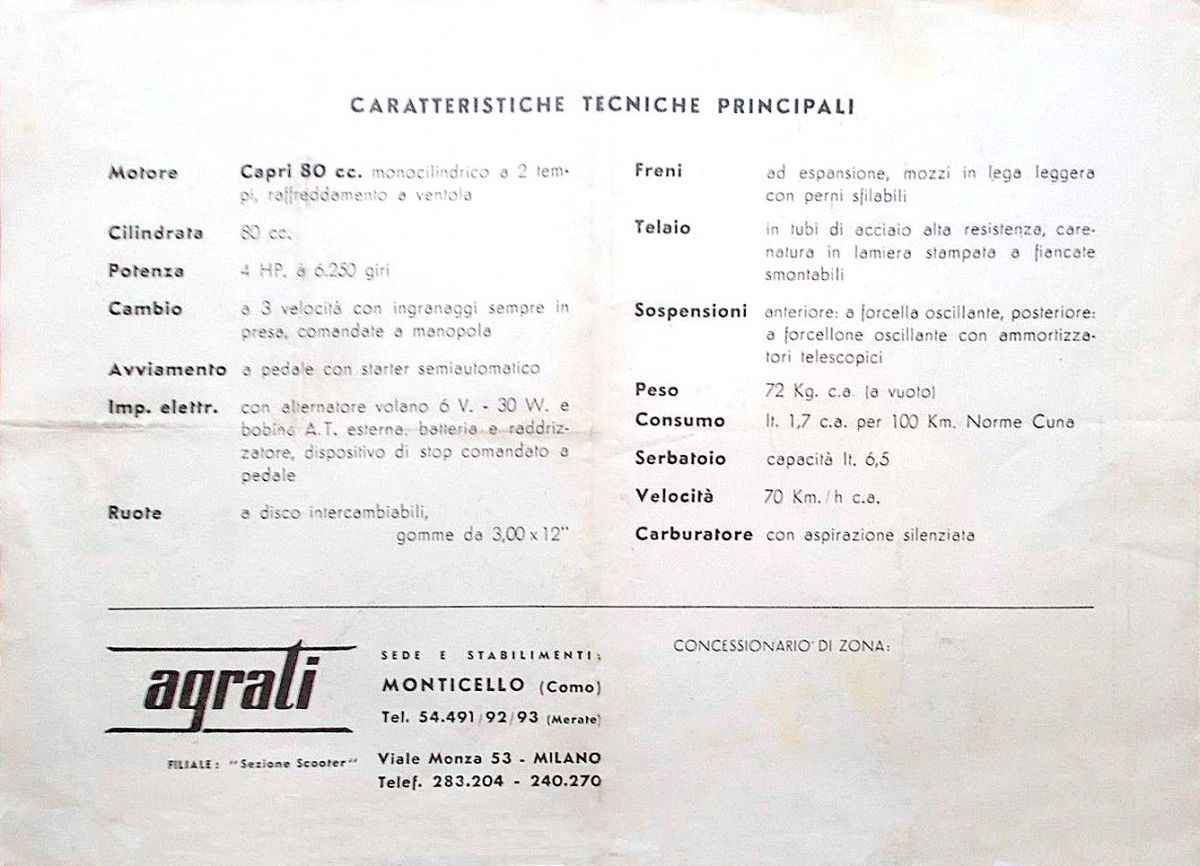 CARATTERISTICHE TECNICHE PRINCIPALI
Motore Capri 80 cc. monocilindrico a 2 tem-
pi, raffreddamento a ventola
Cilindrata 80 cc.
Potenza 4 HP. a 6.250 giri
Cambio a 3 velocità con ingranaggi sempre in
presa, comandate a manopola
Avviamento a pedale con starter semiautomatico
Imp. elettr. con alternatore volano 6 V. - 30 W. e
bobina A.T. esterna, batteria e raddriz-
zatore, dispositivo di stop comandato a
pedale
Ruote a disco intercambiabili,
gomme da 3,00 x 12"
Freni ad espansione, mozzi in lega leggera
con perni sfilabili
Telaio in tubi di acciaio alta resistenza, care-
natura in lamiera stampata a fiancate
smontabili
Sospensioni anteriore: a forcella oscillante, posteriore:
a forcellone oscillante con ammortizza-
tori telescopici
Peso 72 Kg. c.a. (a vuoto)
Consumo lt. 1,7 c.a. per 100 Km. Norme Cuna
Serbatoio capacità lt. 6,5
Velocità 70 Km./h c.a.
Carburatore con aspirazione silenziata
agrati
SEDE E STABILIMENTI:
MONTICELLO (Como)
Tel. 54.491/92/93 (Merate)
FILIALE: "Sezione Scooter"
Viale Monza 53 - MILANO
Telef. 283.204 - 240.270
CONCESSIONARIO DI ZONA: